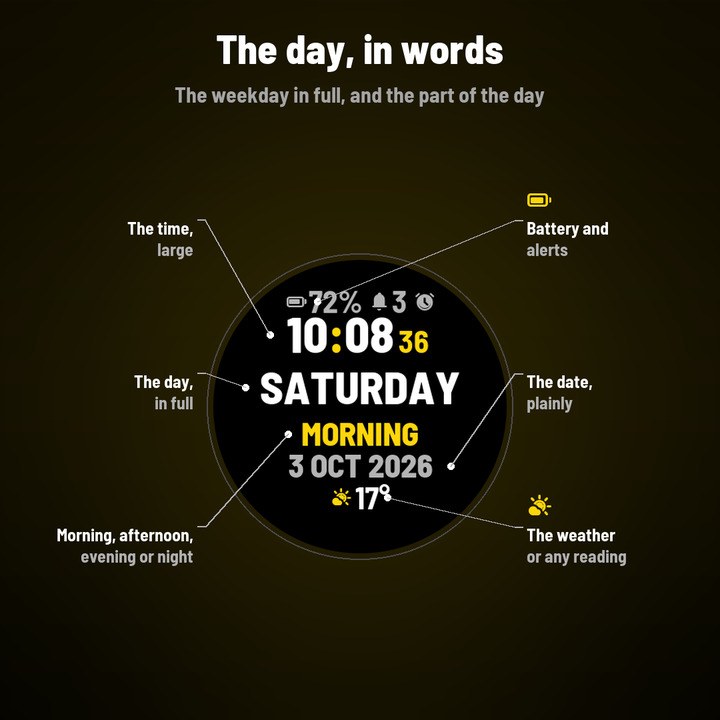 The day, in words
The weekday in full, and the part of the day
The time,
large
Battery and
alerts
72% 3
10:08 36
The day,
in full
SATURDAY
The date,
plainly
MORNING
3 OCT 2026
17°
Morning, afternoon,
evening or night
The weather
or any reading